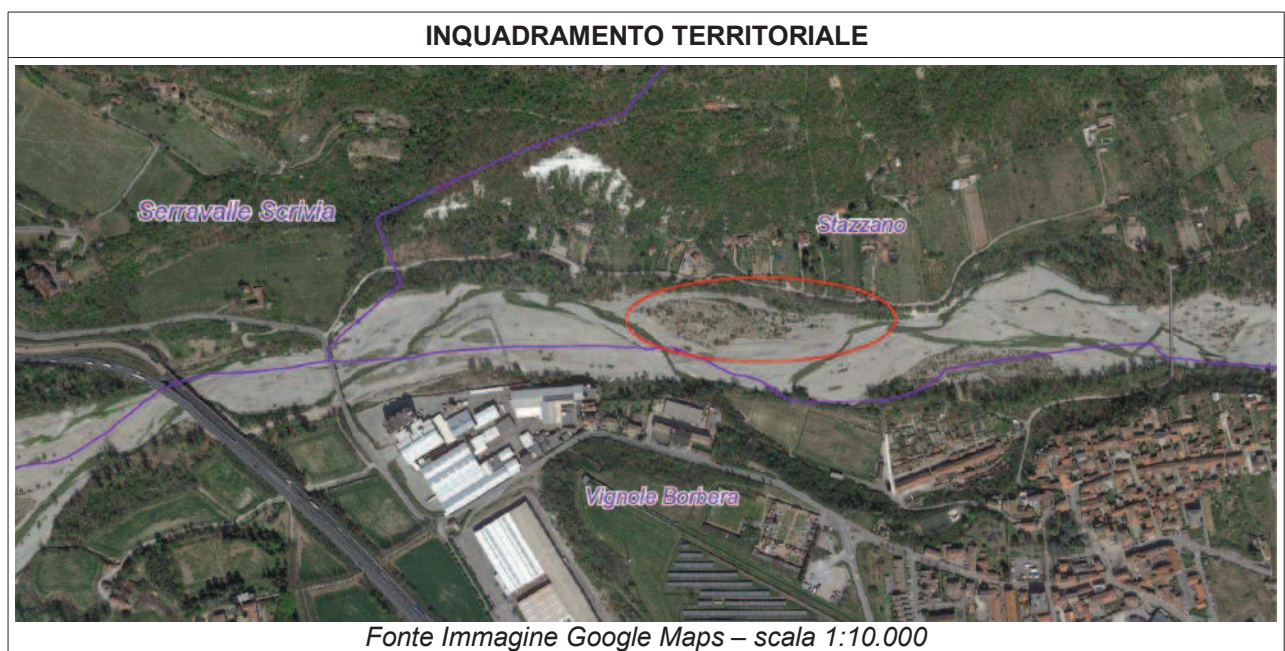 INQUADRAMENTO TERRITORIALE
Serravalle Scrivia
Stazzano
Vignole Borbera
Fonte Immagine Google Maps – scala 1:10.000